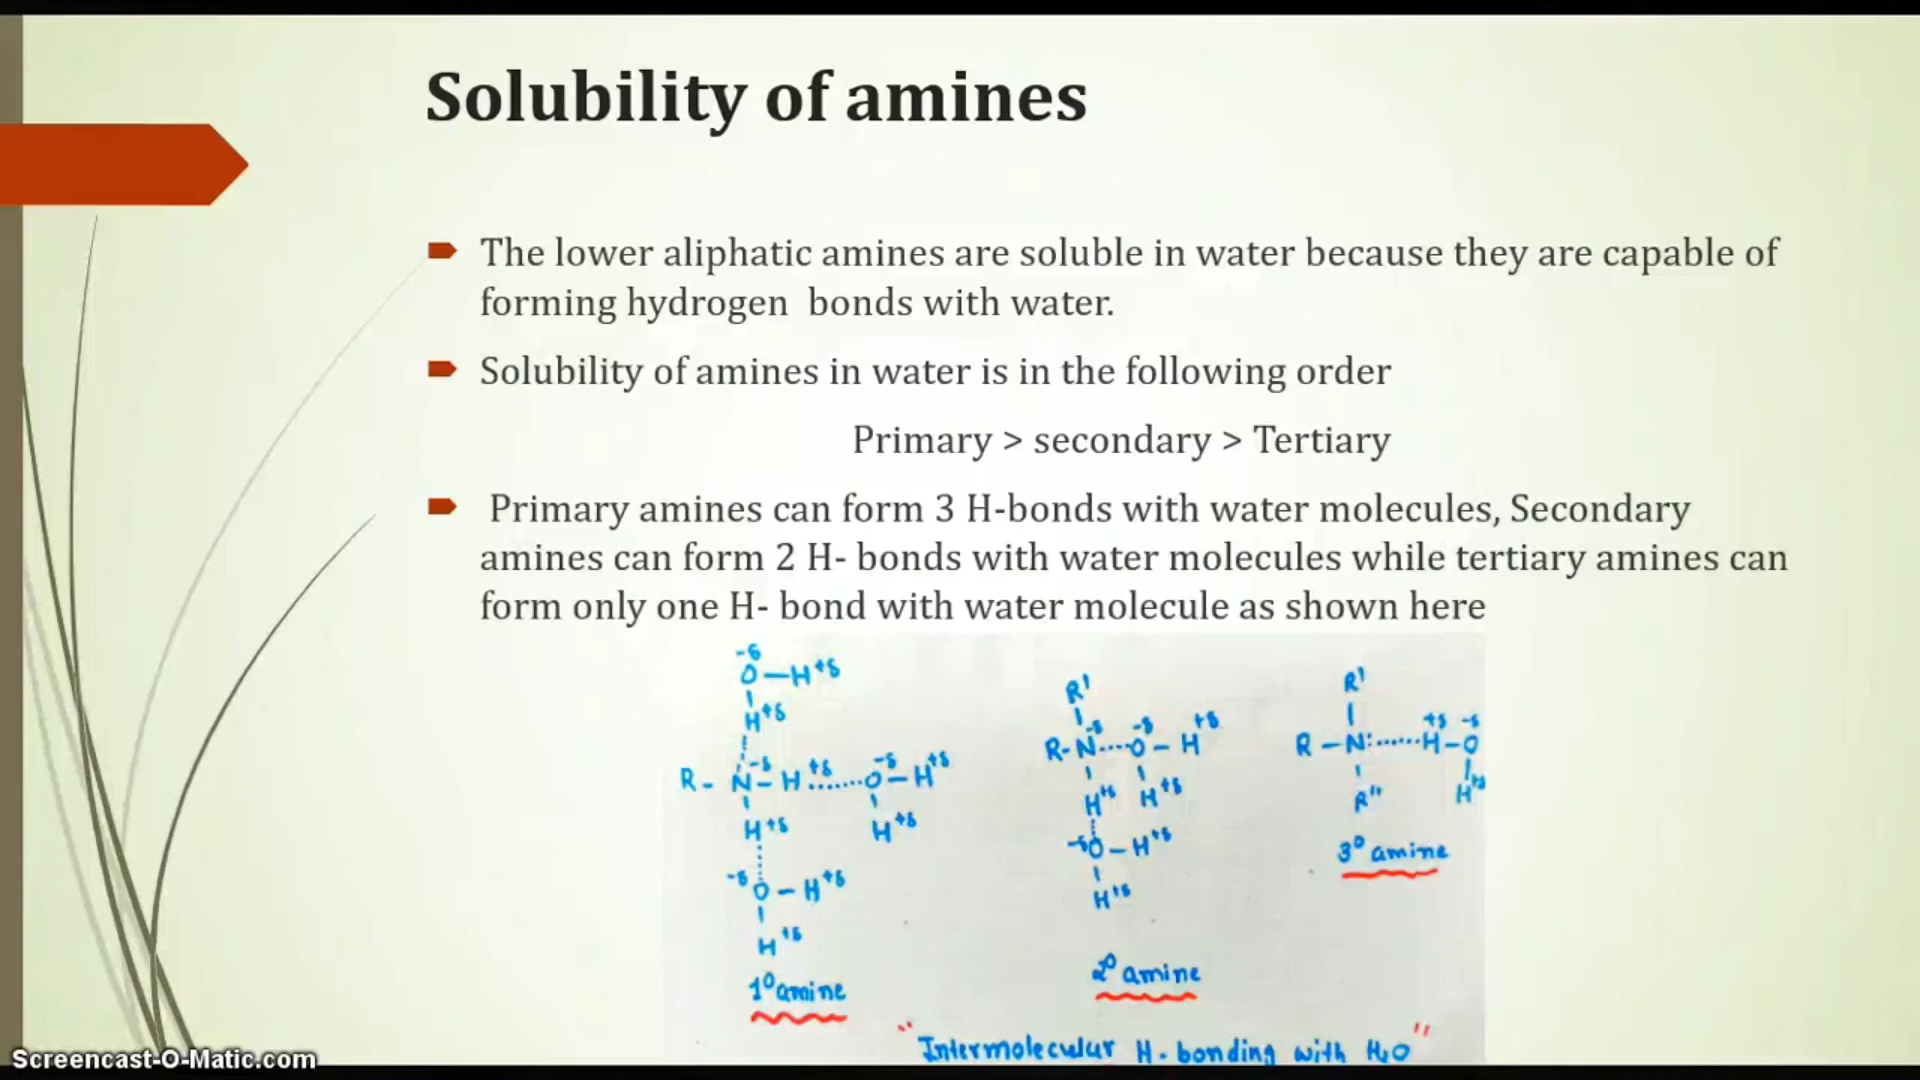 Solubility of amines
The lower aliphatic amines are soluble in water because they are capable of
forming hydrogen bonds with water.
Solubility of amines in water is in the following order
Primary > secondary > Tertiary
Primary amines can form 3 H-bonds with water molecules, Secondary
amines can form 2 H- bonds with water molecules while tertiary amines can
form only one H- bond with water molecule as shown here
-δ
O—H+δ
H+δ
R- N-δ – H+δ ....... O-δ – H+δ
H+δ
H+δ
-δ O – H+δ
H+δ
1⁰ amine
R'
R-N-δ ....O-δ – H+δ
H+δ H+δ
-δO – H+δ
H+δ
2⁰ amine
R'
R – N: ....... H+δ – O-δ
R" H+δ
3⁰ amine
"Intermolecular H-bonding with H₂O"
Screencast-O-Matic.com